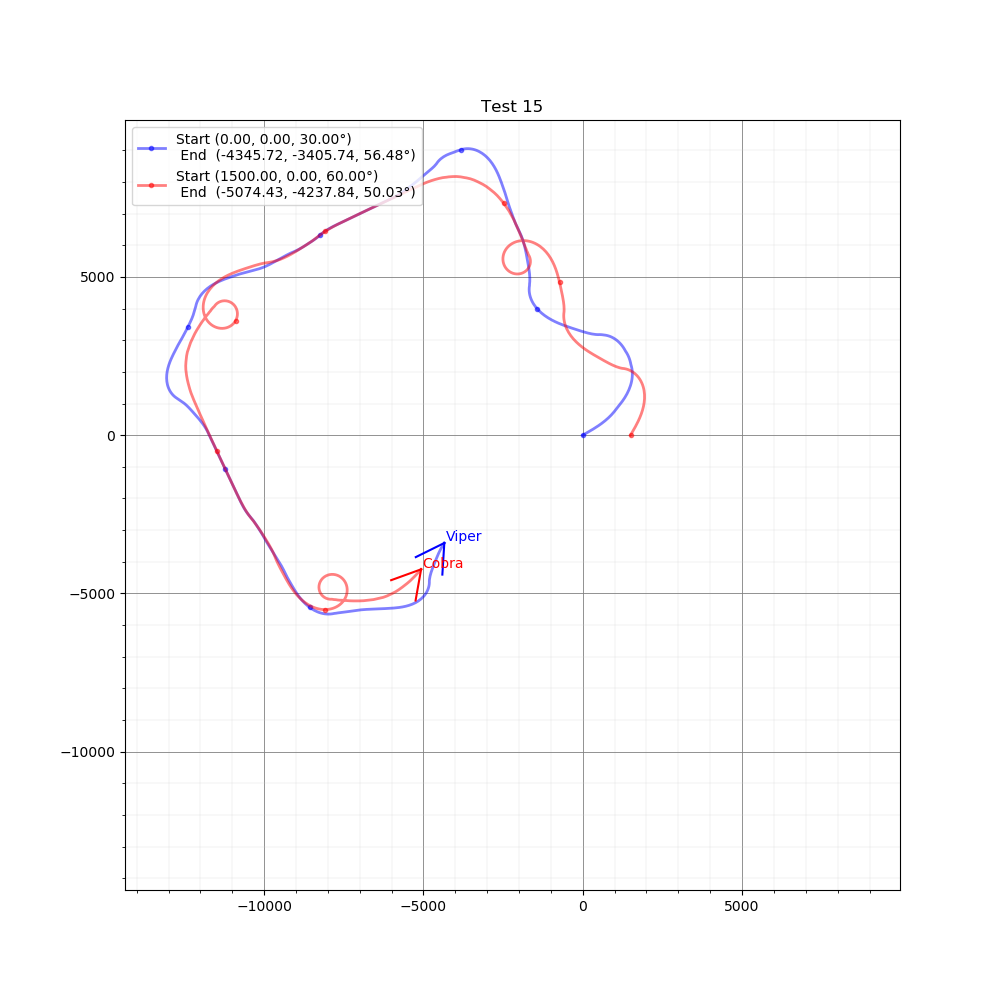 Test 15
Start (0.00, 0.00, 30.00°)
End  (-4345.72, -3405.74, 56.48°)
Start (1500.00, 0.00, 60.00°)
End  (-5074.43, -4237.84, 50.03°)
5000
0
Viper
Cobra
−5000
−10000
−10000
−5000
0
5000